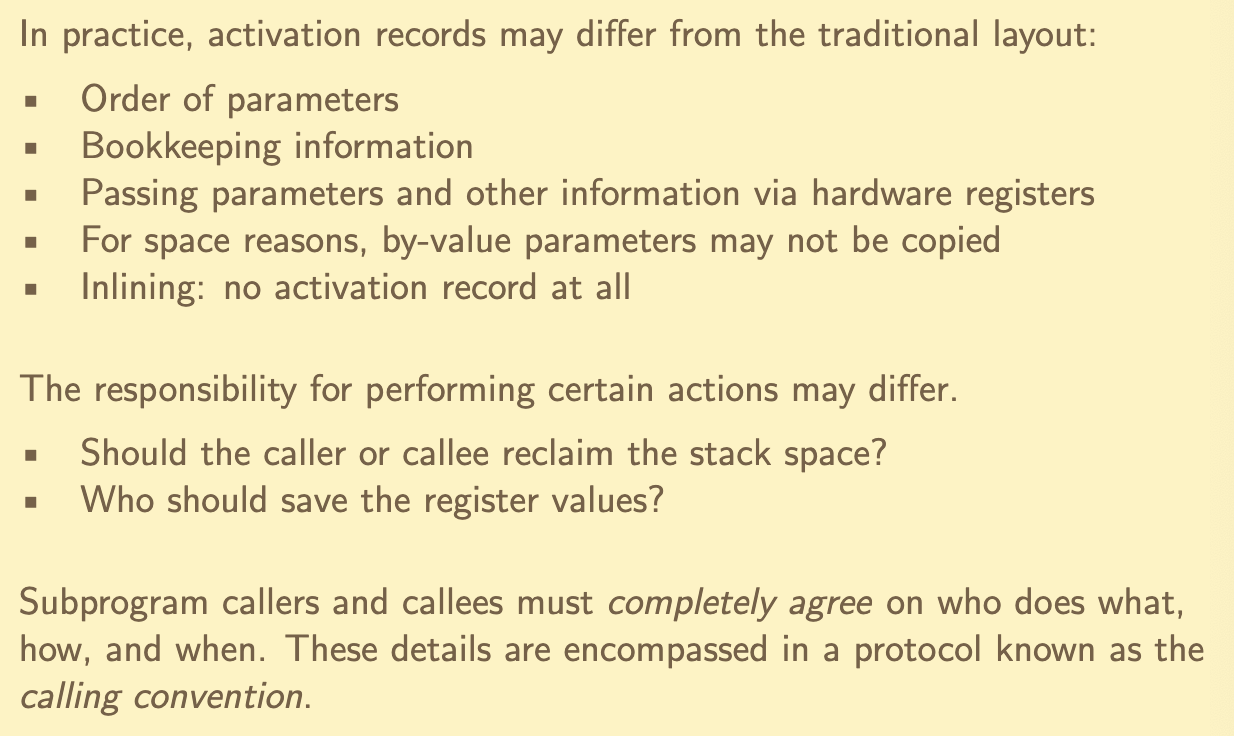 In practice, activation records may differ from the traditional layout:
▪ Order of parameters
▪ Bookkeeping information
▪ Passing parameters and other information via hardware registers
▪ For space reasons, by-value parameters may not be copied
▪ Inlining: no activation record at all
The responsibility for performing certain actions may differ.
▪ Should the caller or callee reclaim the stack space?
▪ Who should save the register values?
Subprogram callers and callees must completely agree on who does what,
how, and when. These details are encompassed in a protocol known as the
calling convention.